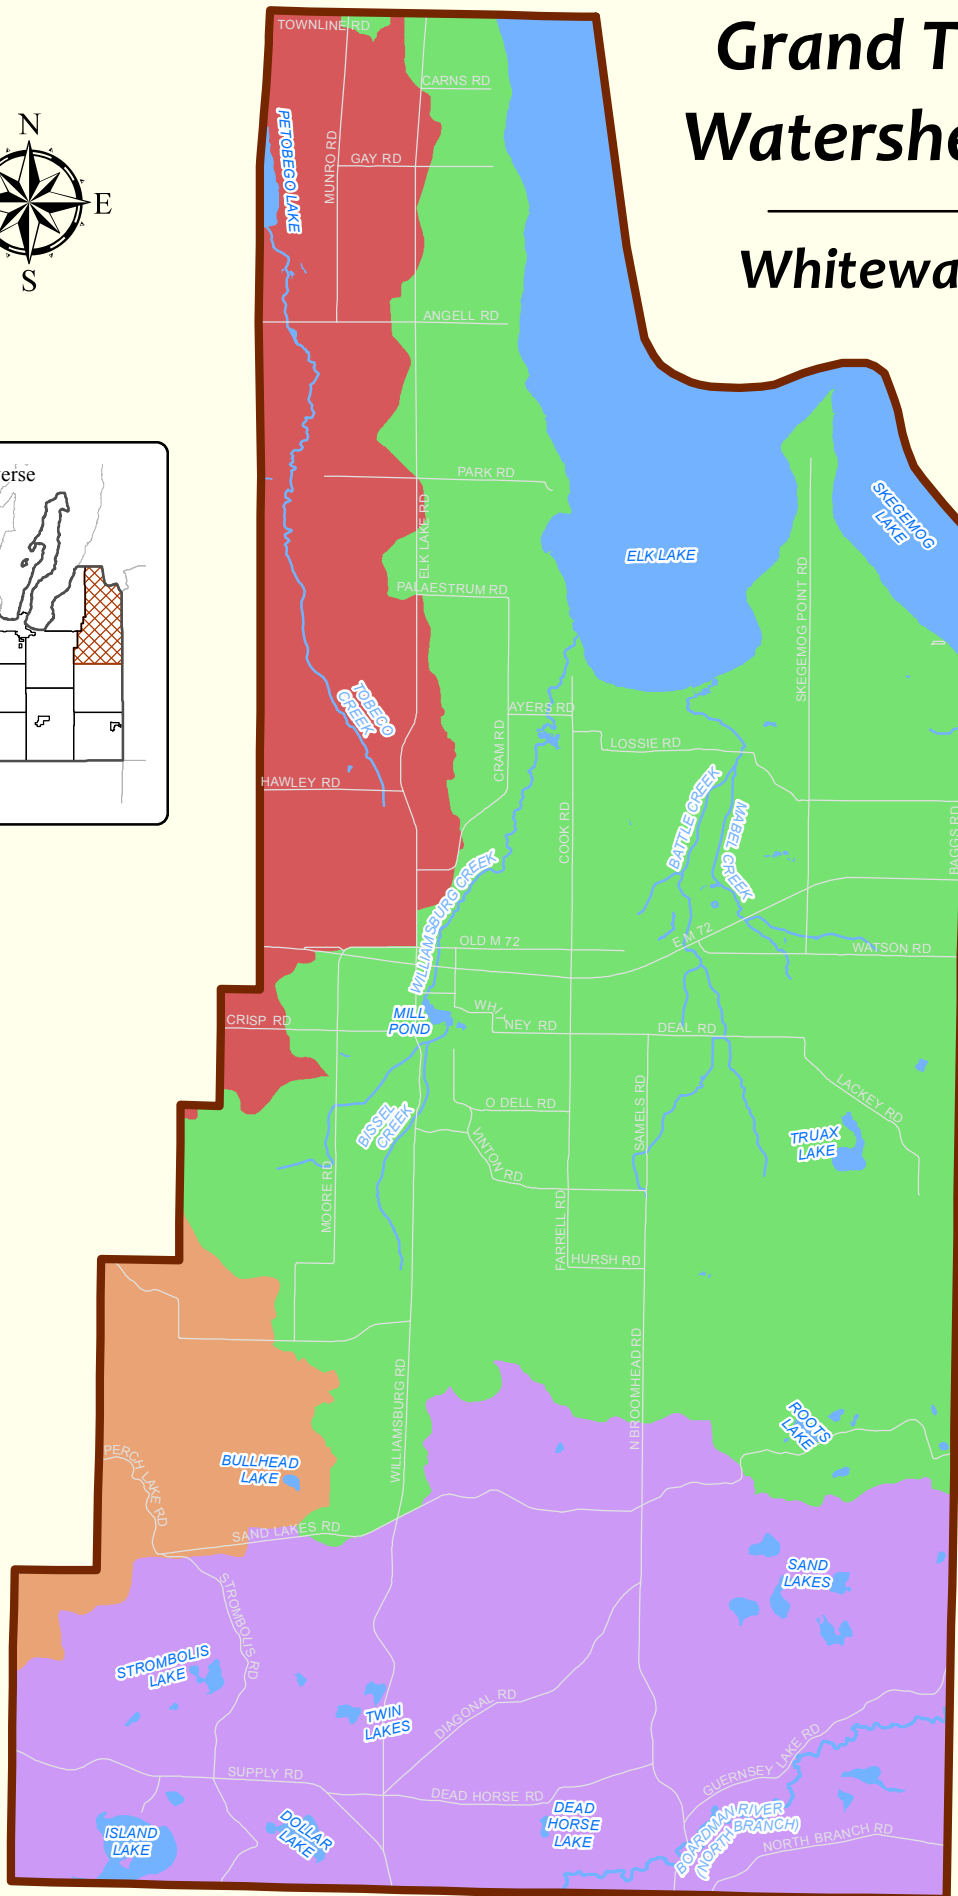 Grand T
Watershe
Whitewa
N
E
S
erse
TOWNLINE RD
CARNS RD
PETOBEGO LAKE
MUNRO RD
GAY RD
ANGELL RD
PARK RD
ELK LAKE RD
ELK LAKE
SKEGEMOG
LAKE
PALAESTRUM RD
SKEGEMOG POINT RD
TOBECO
CREEK
AYERS RD
CRAM RD
LOSSIE RD
HAWLEY RD
COOK RD
BATTLE CREEK
MABEL CREEK
BAGGS RD
WILLIAMSBURG CREEK
OLD M 72
E M 72
WATSON RD
CRISP RD
MILL
POND
WHITNEY RD
DEAL RD
LACKEY RD
BISSEL
CREEK
O DELL RD
SAMELS RD
VINTON RD
TRUAX
LAKE
MOORE RD
FARRELL RD
HURSH RD
WILLIAMSBURG RD
N BROOMHEAD RD
ROOTS
LAKE
PERCH LAKE RD
BULLHEAD
LAKE
SAND LAKES RD
SAND
LAKES
STROMBOLIS RD
STROMBOLIS
LAKE
TWIN
LAKES
DIAGONAL RD
SUPPLY RD
DEAD HORSE RD
GUERNSEY LAKE RD
ISLAND
LAKE
DOLLAR
LAKE
DEAD
HORSE
LAKE
BOARDMAN RIVER
(NORTH BRANCH)
NORTH BRANCH RD